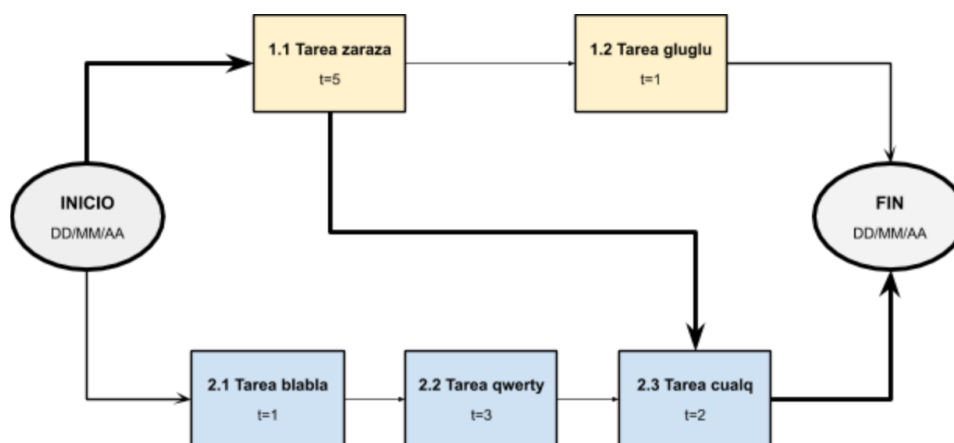 1.1 Tarea zaraza
t=5
1.2 Tarea gluglu
t=1
INICIO
DD/MM/AA
FIN
DD/MM/AA
2.1 Tarea blabla
t=1
2.2 Tarea qwerty
t=3
2.3 Tarea cualq
t=2